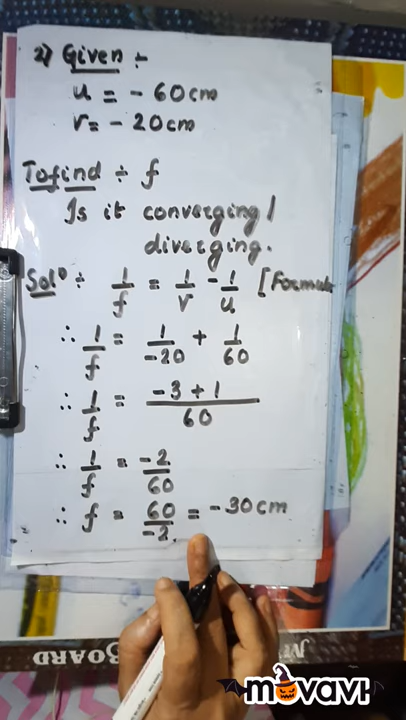 2) Given ÷
u = - 60cm
v = - 20cm
To find ÷ f
Is it converging /
diverging.
Solⁿ ÷ 1/f = 1/v - 1/u [Formula
∴ 1/f = 1/-20 + 1/60
∴ 1/f = -3+1/60
∴ 1/f = -2/60
∴ f = 60/-2 = -30cm
BOARD
movavi